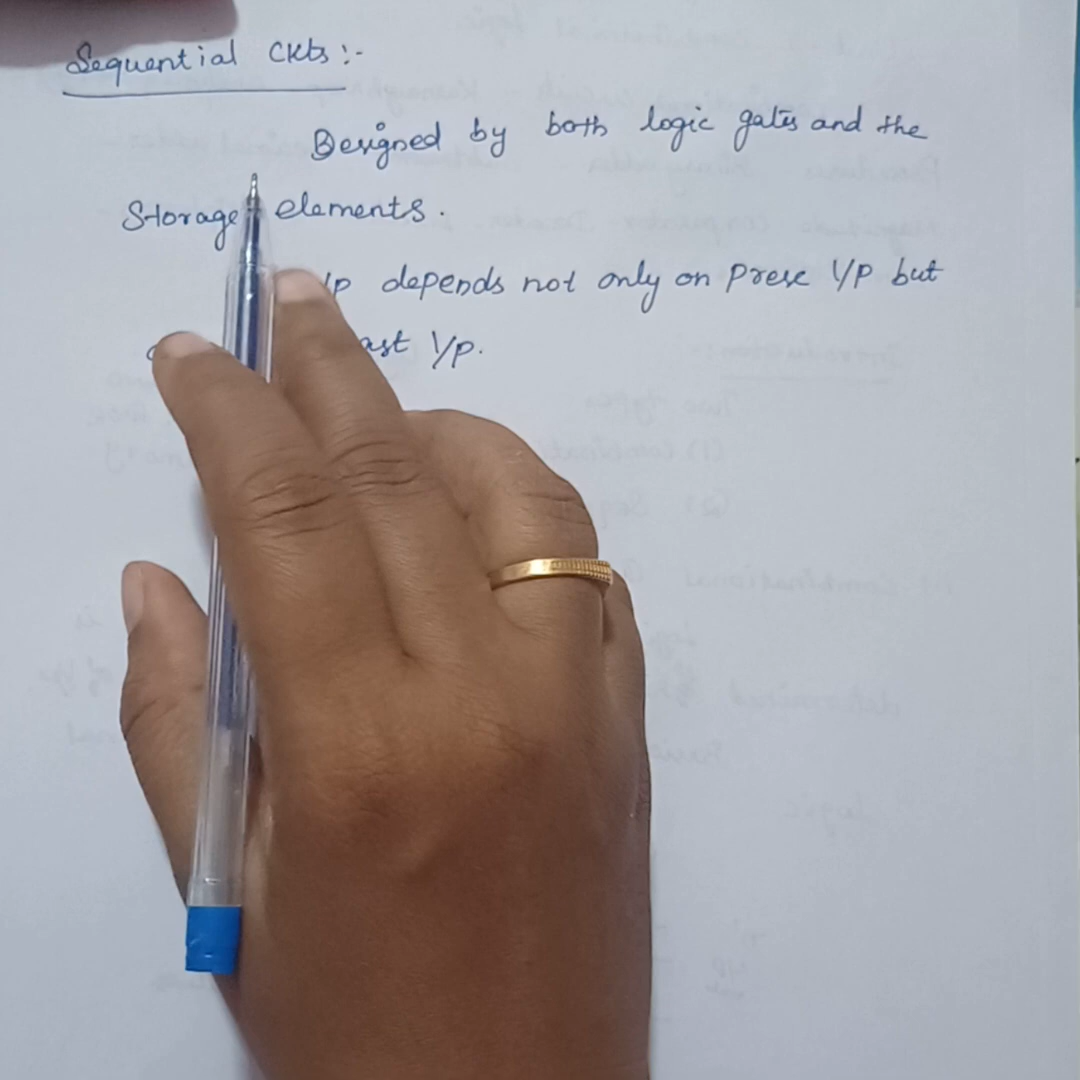 Sequential Ckts :-
Designed by both logic gates and the
Storage elements.
/p depends not only on prese I/P but
ast I/p.